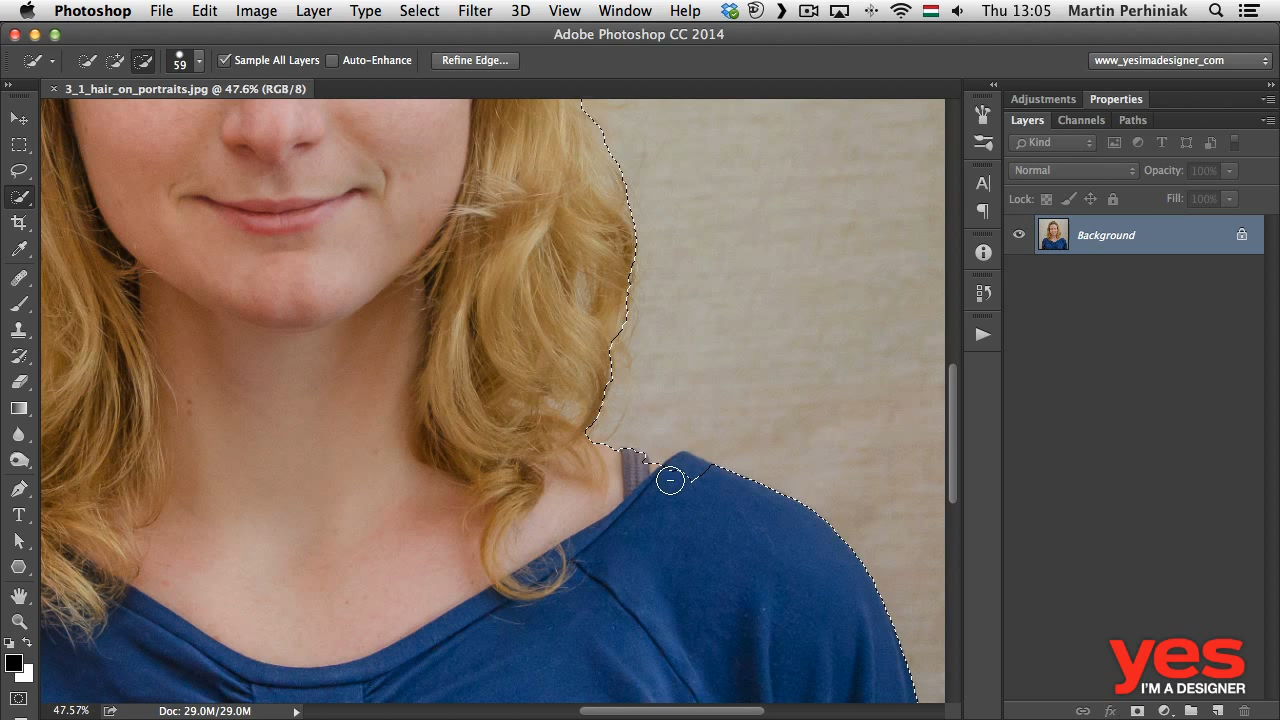 Photoshop File Edit Image Layer Type Select Filter 3D View Window Help Thu 13:05 Martin Perhiniak
Adobe Photoshop CC 2014
59 Sample All Layers Auto-Enhance Refine Edge... www_yesimadesigner_com
× 3_1_hair_on_portraits.jpg @ 47.6% (RGB/8)
Adjustments Properties
Layers Channels Paths
Kind
Normal Opacity: 100%
Lock: Fill: 100%
Background
yes
I'M A DESIGNER
47.57% Doc: 29.0M/29.0M